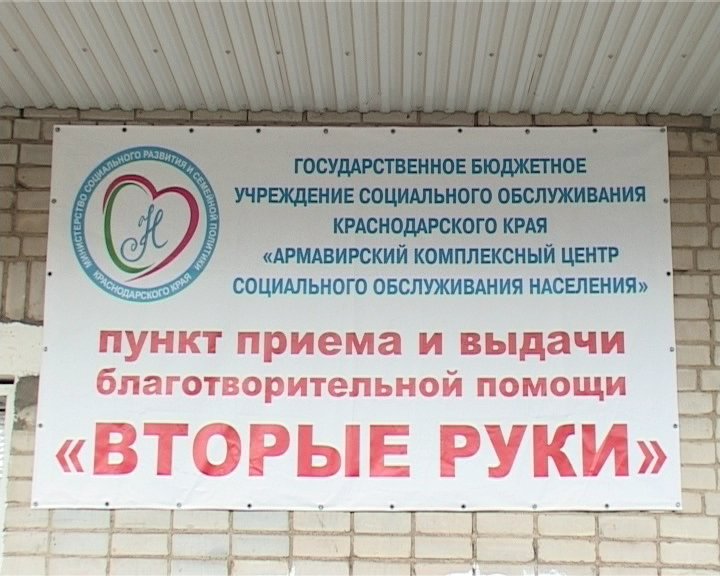 МИНИСТЕРСТВО СОЦИАЛЬНОГО РАЗВИТИЯ И СЕМЕЙНОЙ ПОЛИТИКИ
КРАСНОДАРСКОГО КРАЯ
Н
ГОСУДАРСТВЕННОЕ БЮДЖЕТНОЕ
УЧРЕЖДЕНИЕ СОЦИАЛЬНОГО ОБСЛУЖИВАНИЯ
КРАСНОДАРСКОГО КРАЯ
«АРМАВИРСКИЙ КОМПЛЕКСНЫЙ ЦЕНТР
СОЦИАЛЬНОГО ОБСЛУЖИВАНИЯ НАСЕЛЕНИЯ»
пункт приема и выдачи
благотворительной помощи
«ВТОРЫЕ РУКИ»